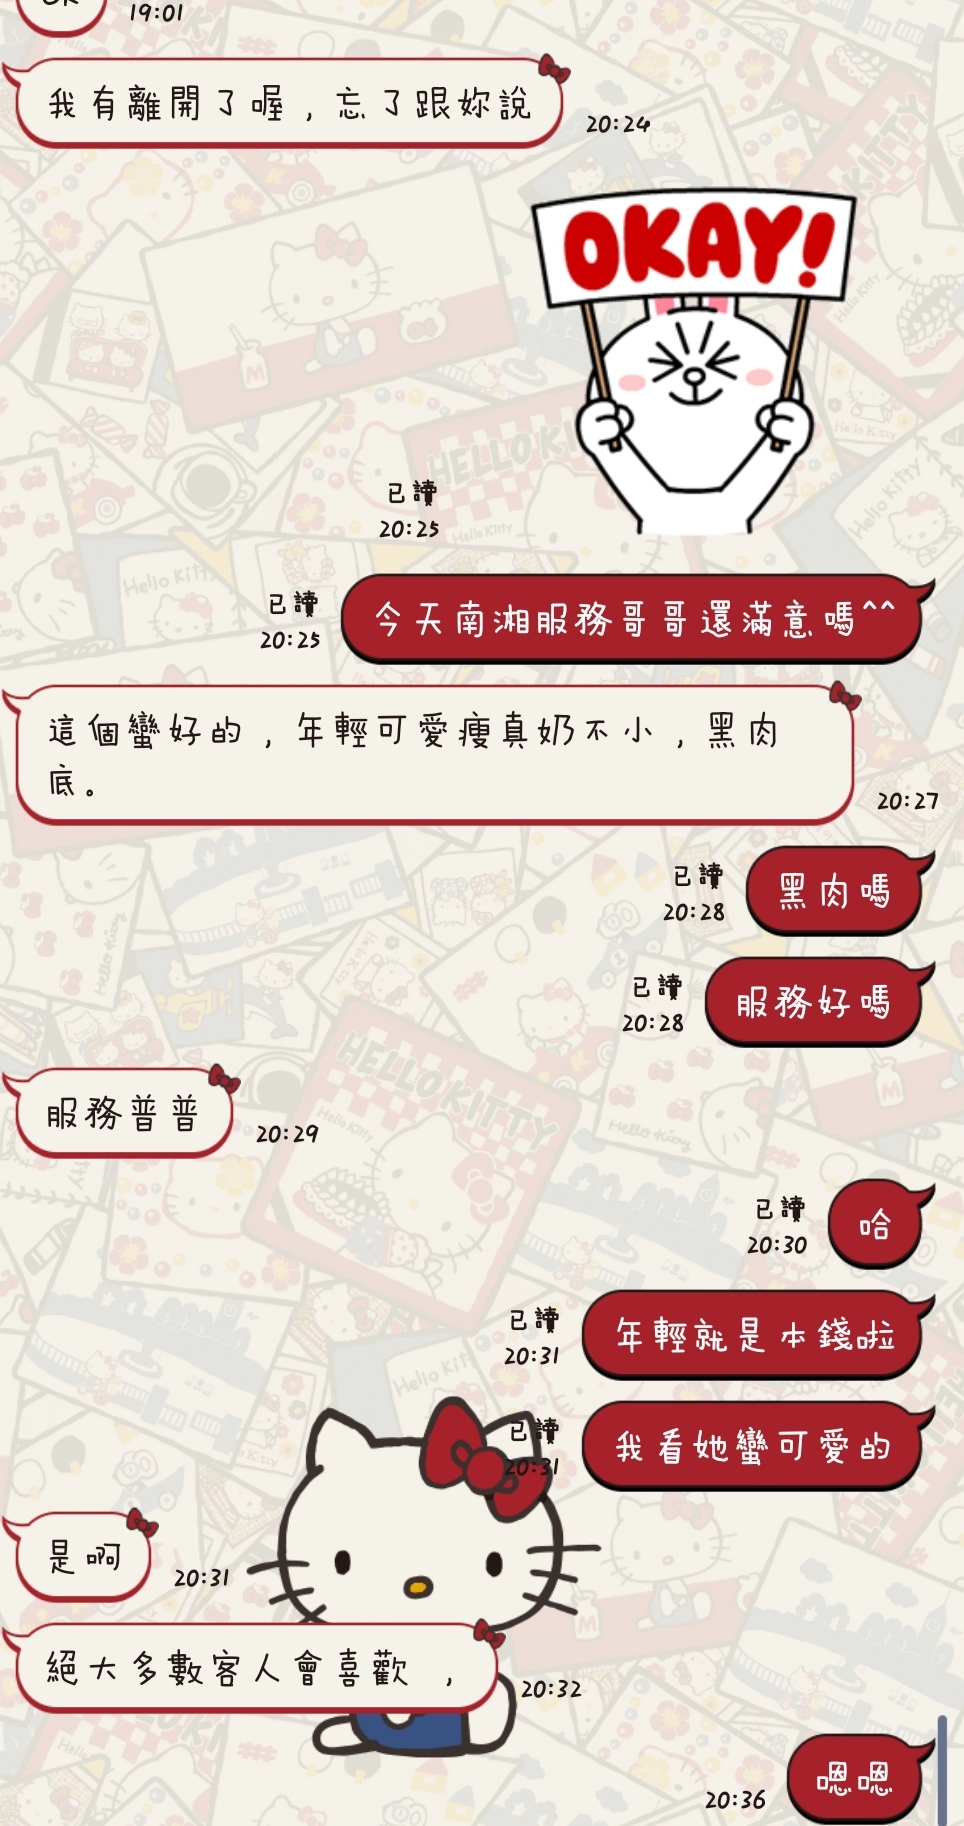 19:01
我有離開了喔，忘了跟妳說
20:24
OKAY!
已讀
20:25
已讀
20:25
今天南湘服務哥哥還滿意嗎^^
這個蠻好的，年輕可愛瘦真奶不小，黑肉
底。
20:27
已讀
20:28
黑肉嗎
已讀
20:28
服務好嗎
服務普普
20:29
已讀
20:30
哈
已讀
20:31
年輕就是本錢啦
已讀
20:31
我看她蠻可愛的
是啊
20:31
絕大多數客人會喜歡 ，
20:32
20:36
嗯嗯